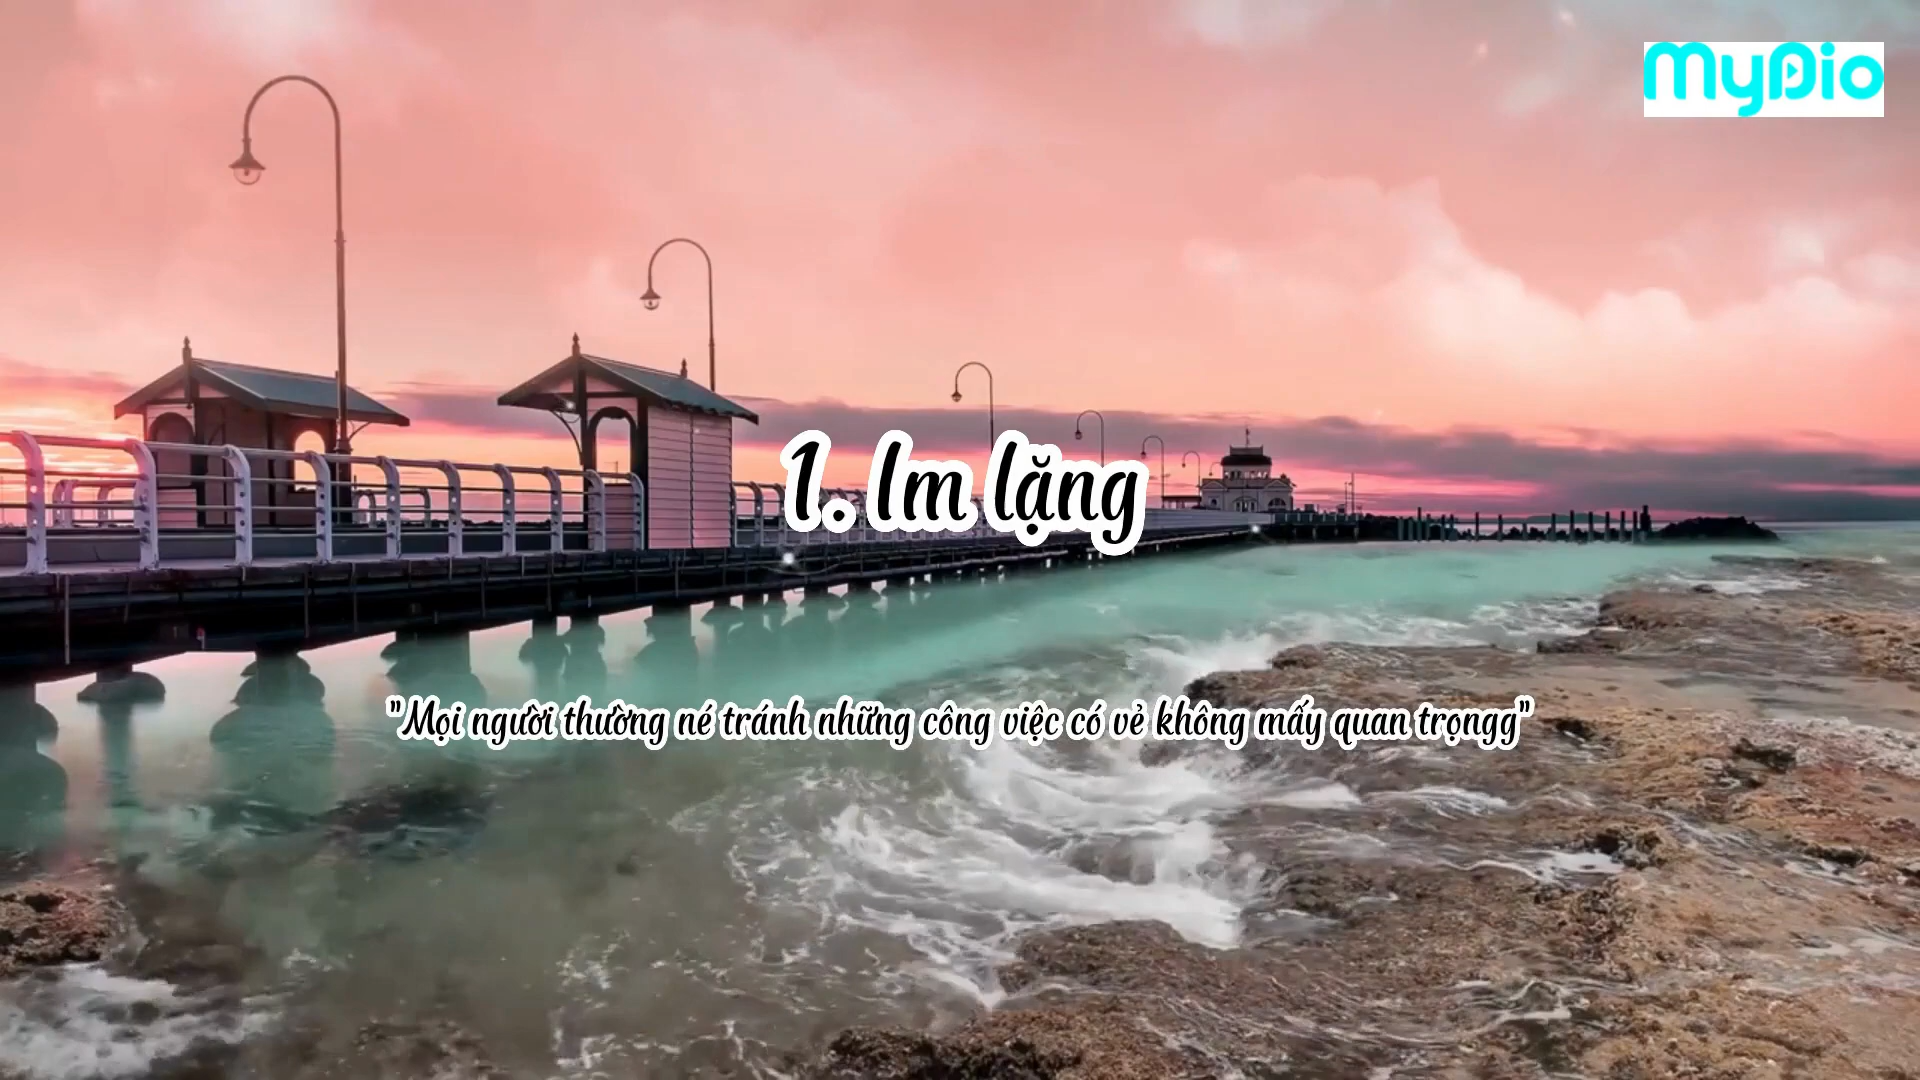 MyDio
1. Im lặng
"Mọi người thường né tránh những công việc có vẻ không mấy quan trọngg"